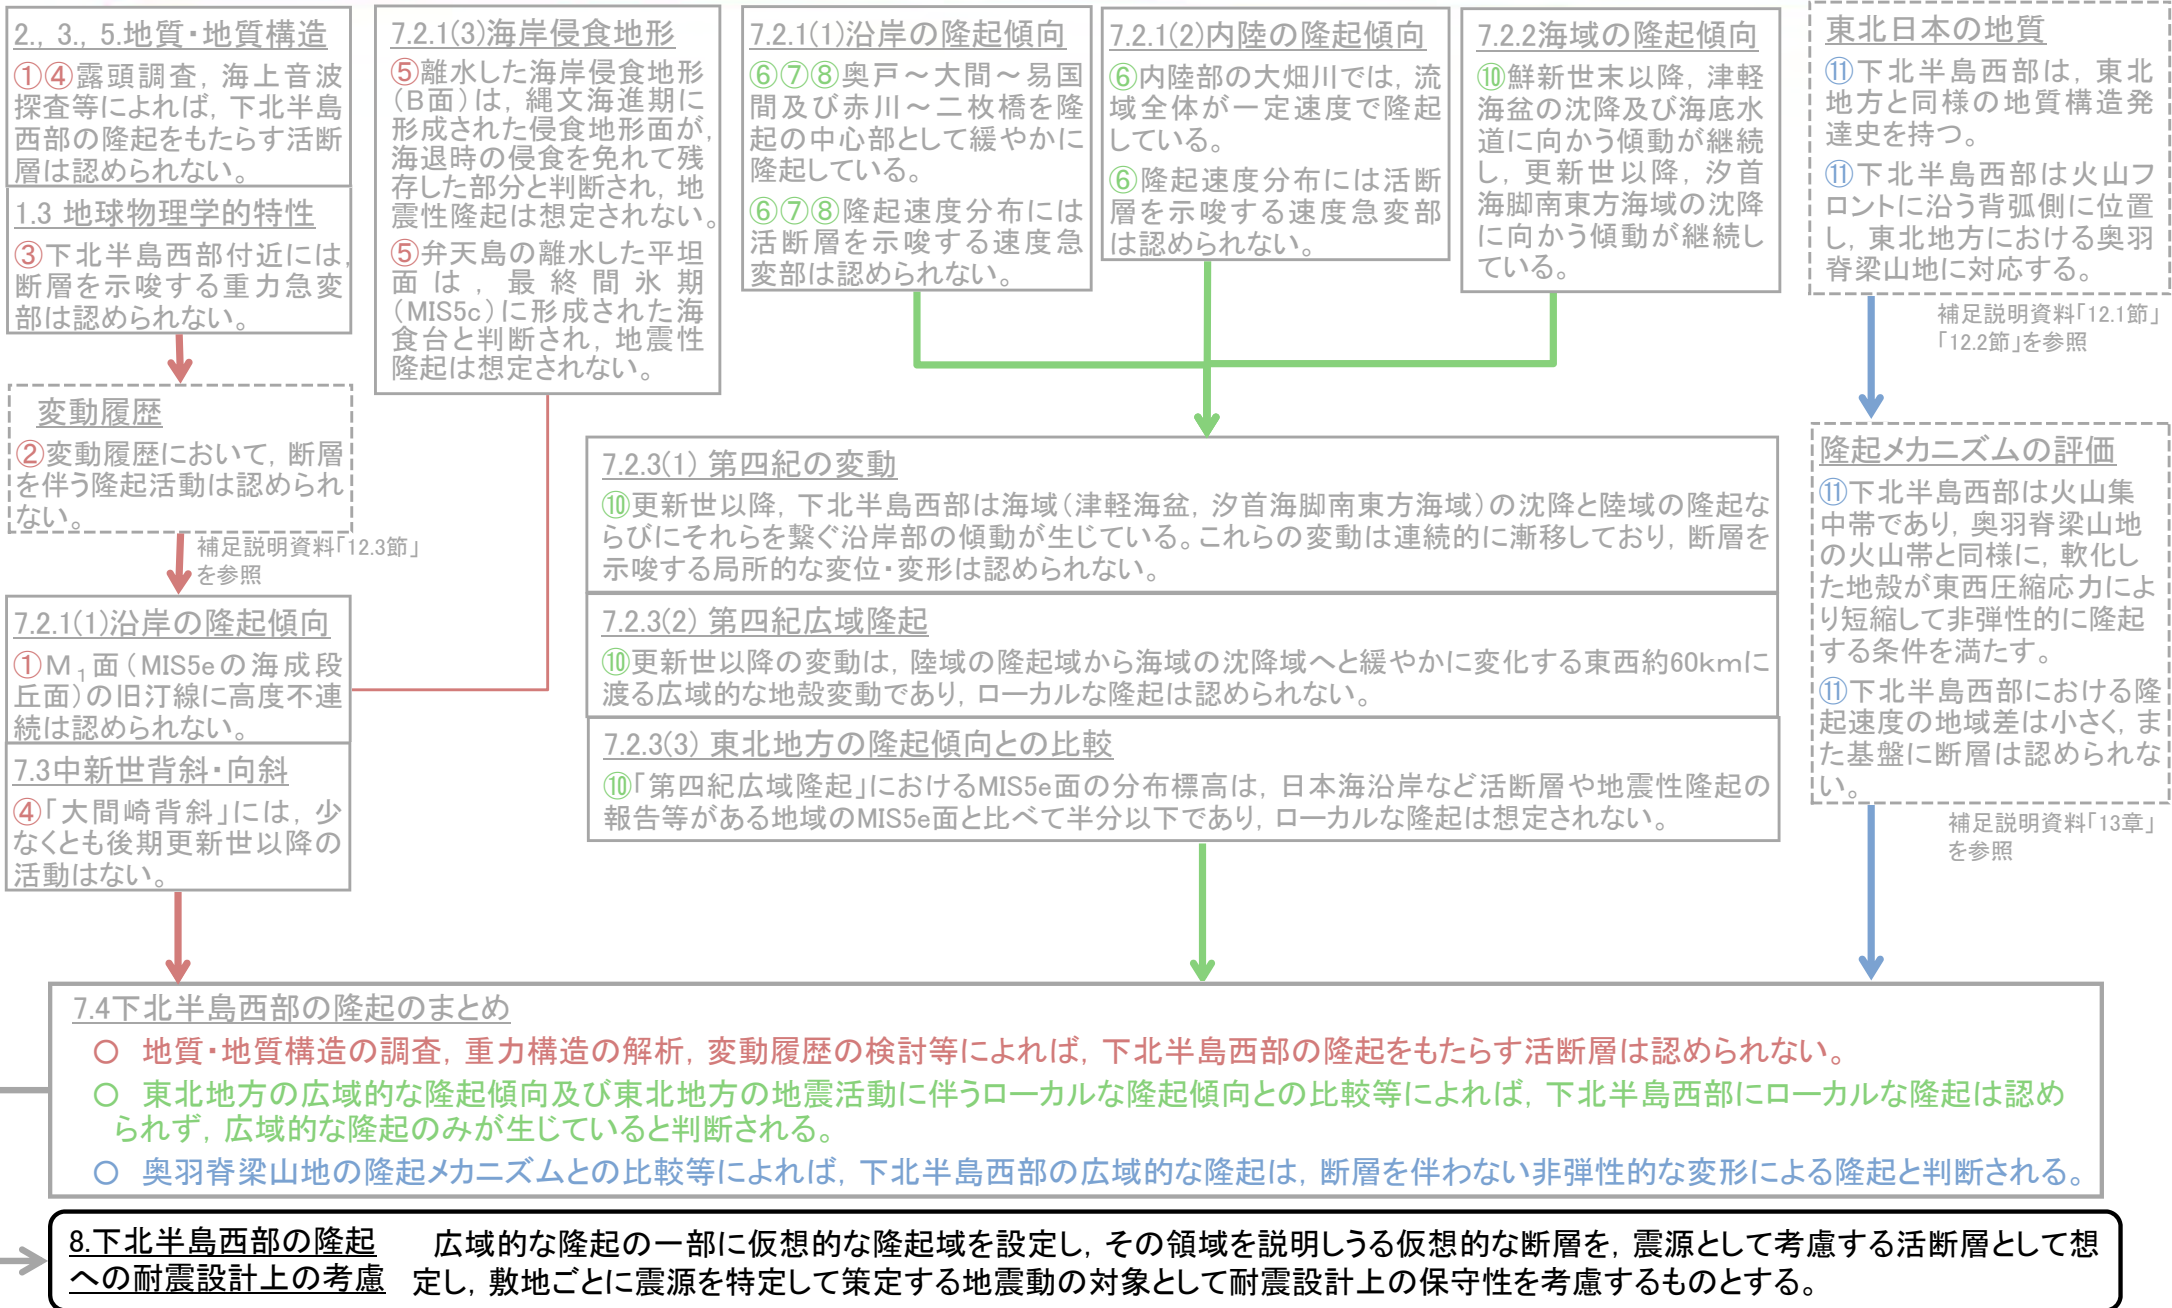 2., 3., 5.地質・地質構造
①④露頭調査, 海上音波
探査等によれば, 下北半島
西部の隆起をもたらす活断
層は認められない。
1.3 地球物理学的特性
③下北半島西部付近には,
断層を示唆する重力急変
部は認められない。
変動履歴
②変動履歴において, 断層
を伴う隆起活動は認められ
ない。
補足説明資料「12.3節」
を参照
7.2.1(1)沿岸の隆起傾向
①M₁面(MIS5eの海成段
丘面)の旧汀線に高度不連
続は認められない。
7.3中新世背斜・向斜
④「大間崎背斜」には, 少
なくとも後期更新世以降の
活動はない。
7.2.1(3)海岸侵食地形
⑤離水した海岸侵食地形
(B面)は, 縄文海進期に
形成された侵食地形面が,
海退時の侵食を免れて残
存した部分と判断され, 地
震性隆起は想定されない。
⑤弁天島の離水した平坦
面は, 最終間氷期
(MIS5c)に形成された海
食台と判断され, 地震性
隆起は想定されない。
7.2.1(1)沿岸の隆起傾向
⑥⑦⑧奥戸～大間～易国
間及び赤川～二枚橋を隆
起の中心部として緩やかに
隆起している。
⑥⑦⑧隆起速度分布には
活断層を示唆する速度急
変部は認められない。
7.2.1(2)内陸の隆起傾向
⑥内陸部の大畑川では, 流
域全体が一定速度で隆起
している。
⑥隆起速度分布には活断
層を示唆する速度急変部
は認められない。
7.2.2海域の隆起傾向
⑩鮮新世末以降, 津軽
海盆の沈降及び海底水
道に向かう傾動が継続
し, 更新世以降, 汐首
海脚南東方海域の沈降
に向かう傾動が継続し
ている。
7.2.3(1) 第四紀の変動
⑩更新世以降, 下北半島西部は海域(津軽海盆, 汐首海脚南東方海域)の沈降と陸域の隆起な
らびにそれらを繋ぐ沿岸部の傾動が生じている。これらの変動は連続的に漸移しており, 断層を
示唆する局所的な変位・変形は認められない。
7.2.3(2) 第四紀広域隆起
⑩更新世以降の変動は, 陸域の隆起域から海域の沈降域へと緩やかに変化する東西約60kmに
渡る広域的な地殻変動であり, ローカルな隆起は認められない。
7.2.3(3) 東北地方の隆起傾向との比較
⑩「第四紀広域隆起」におけるMIS5e面の分布標高は, 日本海沿岸など活断層や地震性隆起の
報告等がある地域のMIS5e面と比べて半分以下であり, ローカルな隆起は想定されない。
東北日本の地質
⑪下北半島西部は, 東北
地方と同様の地質構造発
達史を持つ。
⑪下北半島西部は火山フ
ロントに沿う背弧側に位置
し, 東北地方における奥羽
脊梁山地に対応する。
補足説明資料「12.1節」
「12.2節」を参照
隆起メカニズムの評価
⑪下北半島西部は火山集
中帯であり, 奥羽脊梁山地
の火山帯と同様に, 軟化し
た地殻が東西圧縮応力によ
り短縮して非弾性的に隆起
する条件を満たす。
⑪下北半島西部における隆
起速度の地域差は小さく, ま
た基盤に断層は認められな
い。
補足説明資料「13章」
を参照
7.4下北半島西部の隆起のまとめ
○ 地質・地質構造の調査, 重力構造の解析, 変動履歴の検討等によれば, 下北半島西部の隆起をもたらす活断層は認められない。
○ 東北地方の広域的な隆起傾向及び東北地方の地震活動に伴うローカルな隆起傾向との比較等によれば, 下北半島西部にローカルな隆起は認め
られず, 広域的な隆起のみが生じていると判断される。
○ 奥羽脊梁山地の隆起メカニズムとの比較等によれば, 下北半島西部の広域的な隆起は, 断層を伴わない非弾性的な変形による隆起と判断される。
8.下北半島西部の隆起
への耐震設計上の考慮
広域的な隆起の一部に仮想的な隆起域を設定し, その領域を説明しうる仮想的な断層を, 震源として考慮する活断層として想
定し, 敷地ごとに震源を特定して策定する地震動の対象として耐震設計上の保守性を考慮するものとする。